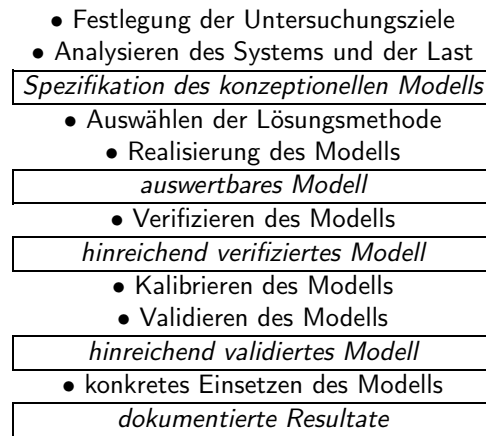 • Festlegung der Untersuchungsziele
• Analysieren des Systems und der Last
Spezifikation des konzeptionellen Modells
• Auswählen der Lösungsmethode
• Realisierung des Modells
auswertbares Modell
• Verifizieren des Modells
hinreichend verifiziertes Modell
• Kalibrieren des Modells
• Validieren des Modells
hinreichend validiertes Modell
• konkretes Einsetzen des Modells
dokumentierte Resultate